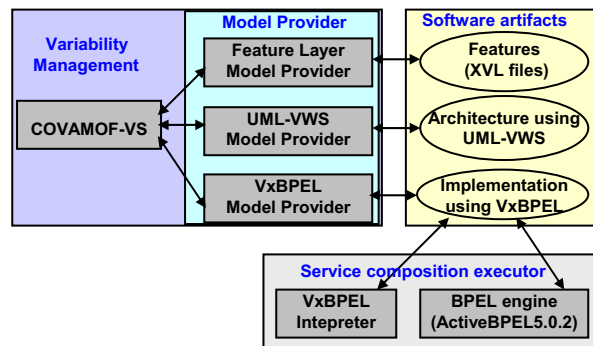 Variability
Management
Model Provider
Software artifacts
Feature Layer
Model Provider
Features
(XVL files)
COVAMOF-VS
UML-VWS
Model Provider
Architecture using
UML-VWS
VxBPEL
Model Provider
Implementation
using VxBPEL
Service composition executor
VxBPEL
Intepreter
BPEL engine
(ActiveBPEL5.0.2)